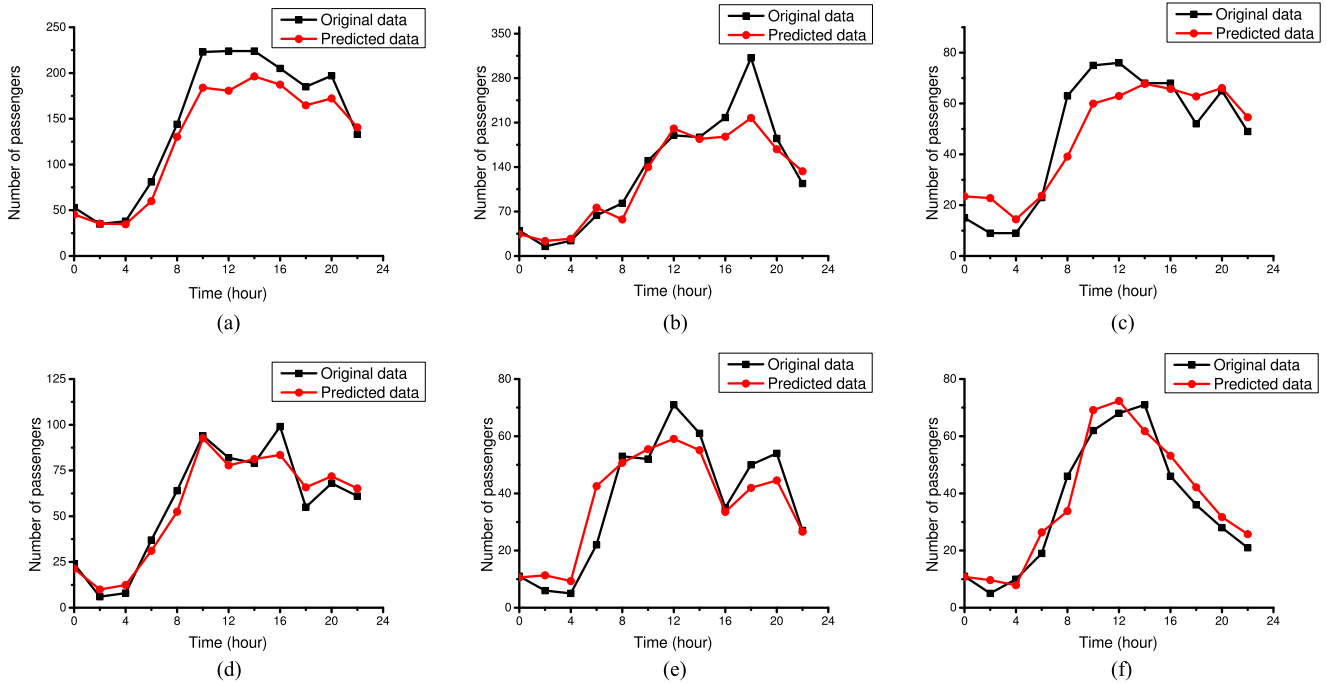 Original data
Predicted data
250
200
150
100
50
0
Number of passengers
0 4 8 12 16 20 24
Time (hour)
(a)
Original data
Predicted data
350
280
210
140
70
0
Number of passengers
0 4 8 12 16 20 24
Time (hour)
(b)
Original data
Predicted data
80
60
40
20
0
Number of passengers
0 4 8 12 16 20 24
Time (hour)
(c)
Original data
Predicted data
125
100
75
50
25
0
Number of passengers
0 4 8 12 16 20 24
Time (hour)
(d)
Original data
Predicted data
80
60
40
20
0
Number of passengers
0 4 8 12 16 20 24
Time (hour)
(e)
Original data
Predicted data
80
60
40
20
0
Number of passengers
0 4 8 12 16 20 24
Time (hour)
(f)